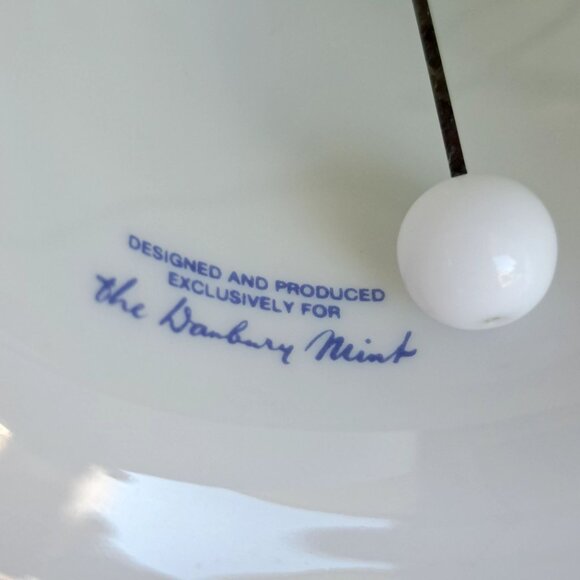 DESIGNED AND PRODUCED
EXCLUSIVELY FOR
the Danbury Mint